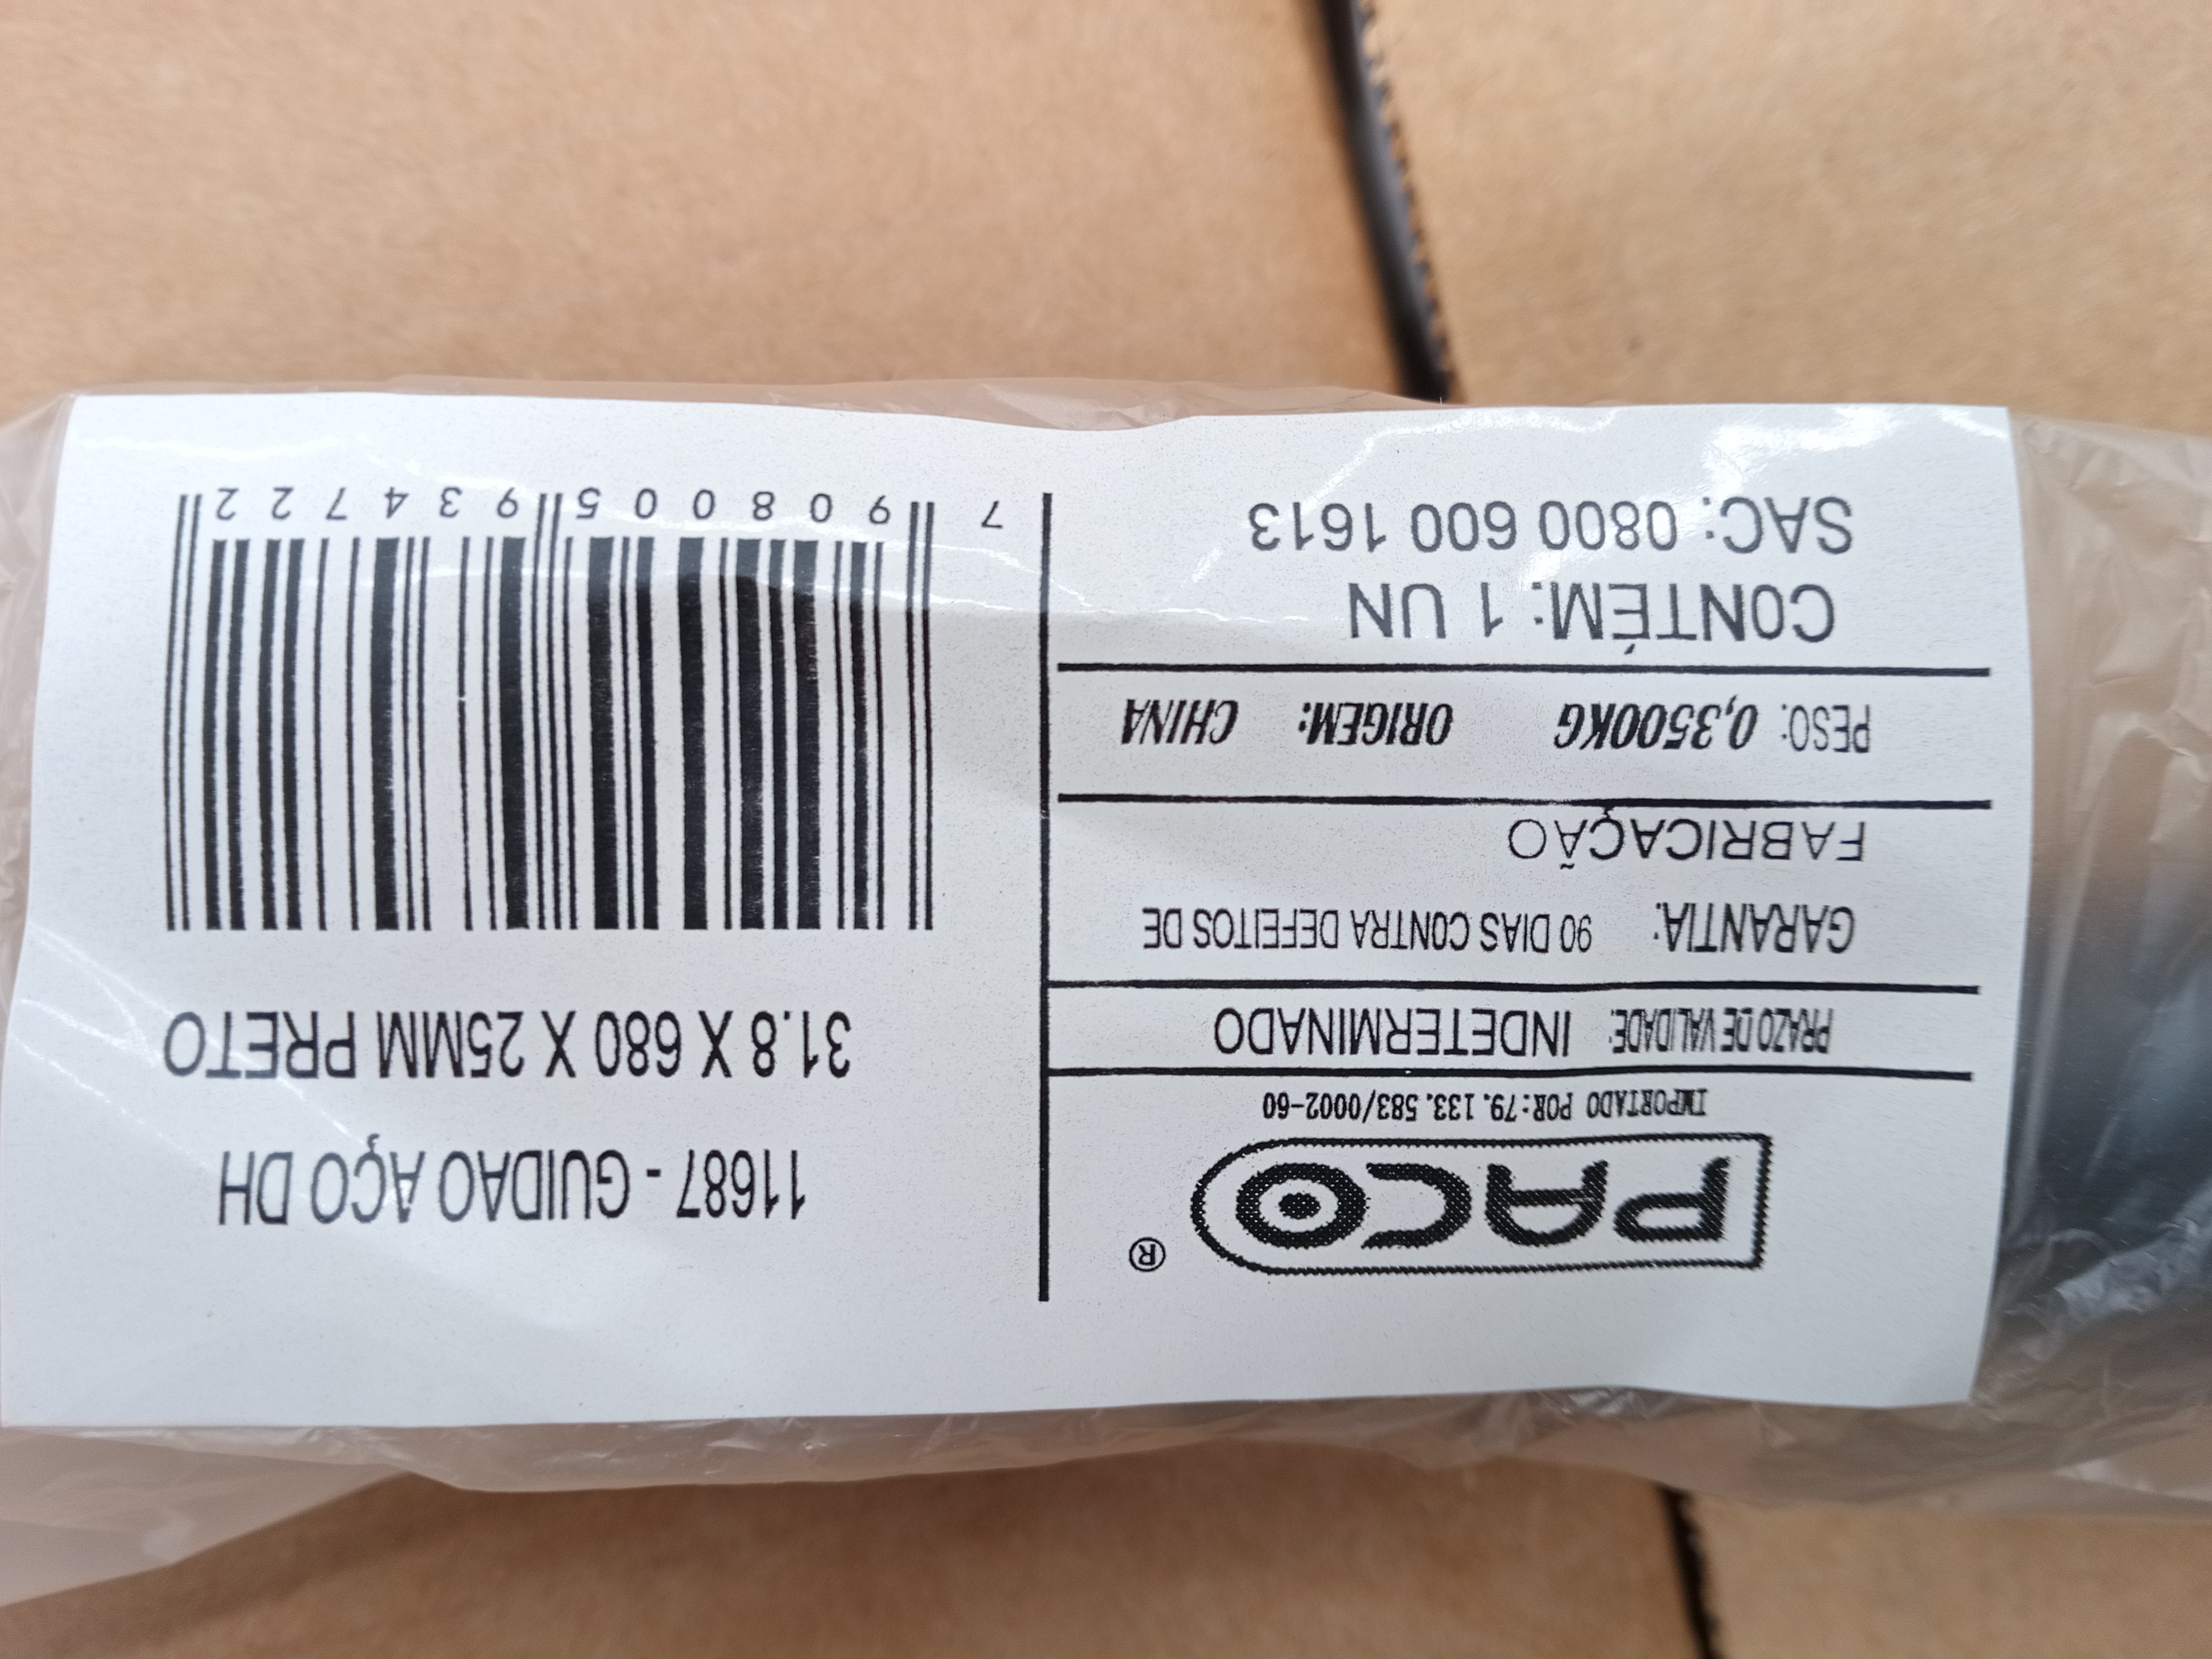 PACO ®
IMPORTADO POR:79.133.583/0002-60
PRAZO DE VALIDADE: INDETERMINADO
GARANTIA: 90 DIAS CONTRA DEFEITOS DE
FABRICAÇÃO
PESO: 0,3500KG ORIGEM: CHINA
CONTÉM: 1 UN
SAC: 0800 600 1613
11687 - GUIDAO AÇO DH
31.8 X 680 X 25MM PRETO
7 908005 934722